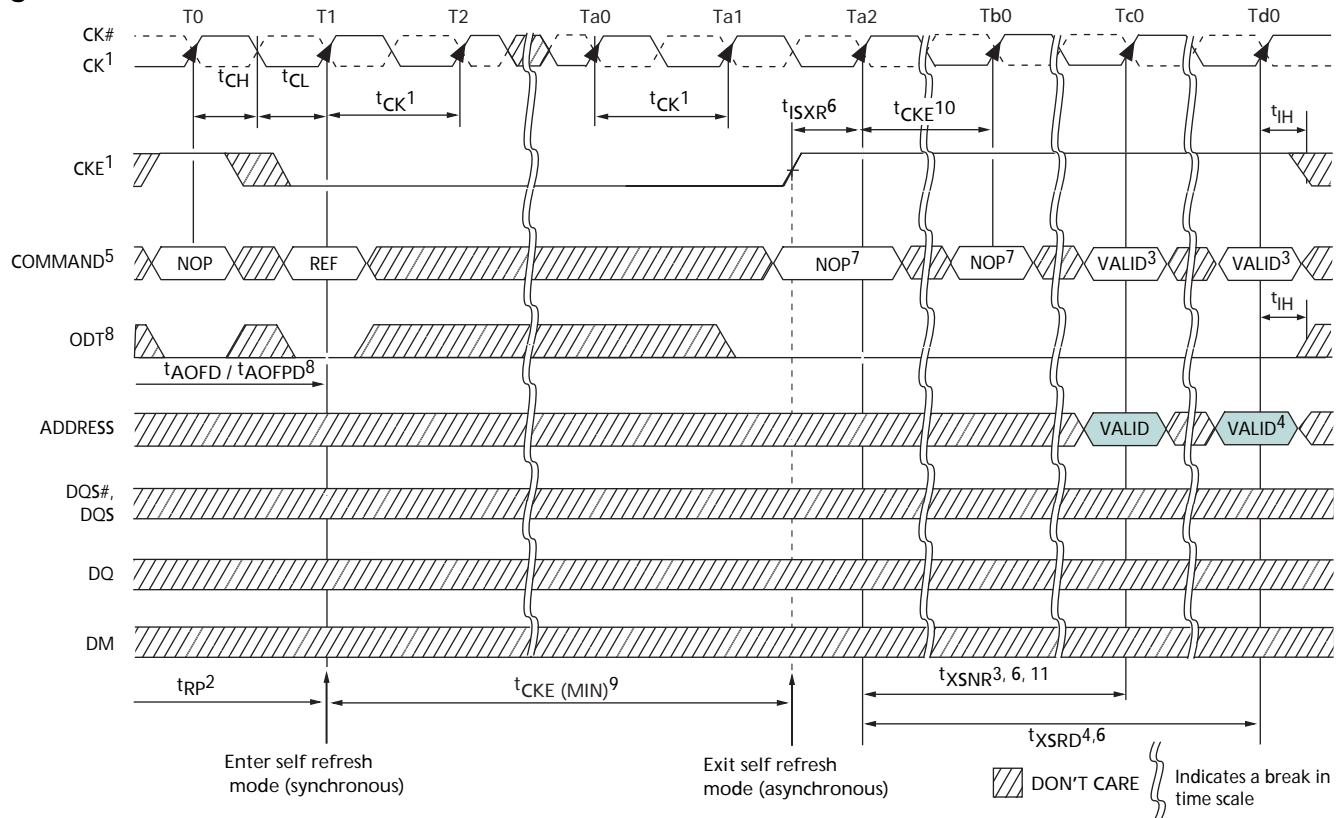 T0 T1 T2 Ta0 Ta1 Ta2 Tb0 Tc0 Td0
CK#
CK1
tCH tCL
tCK1 tCK1 tISXR6 tCKE10 tIH
CKE1
COMMAND5 NOP REF NOP7 NOP7 VALID3 VALID3
tIH
ODT8
tAOFD / tAOFPD8
ADDRESS VALID VALID4
DQS#,
DQS
DQ
DM
tRP2 tCKE (MIN)9 tXSNR3, 6, 11
tXSRD4,6
Enter self refresh
mode (synchronous)
Exit self refresh
mode (asynchronous)
DON'T CARE
Indicates a break in
time scale